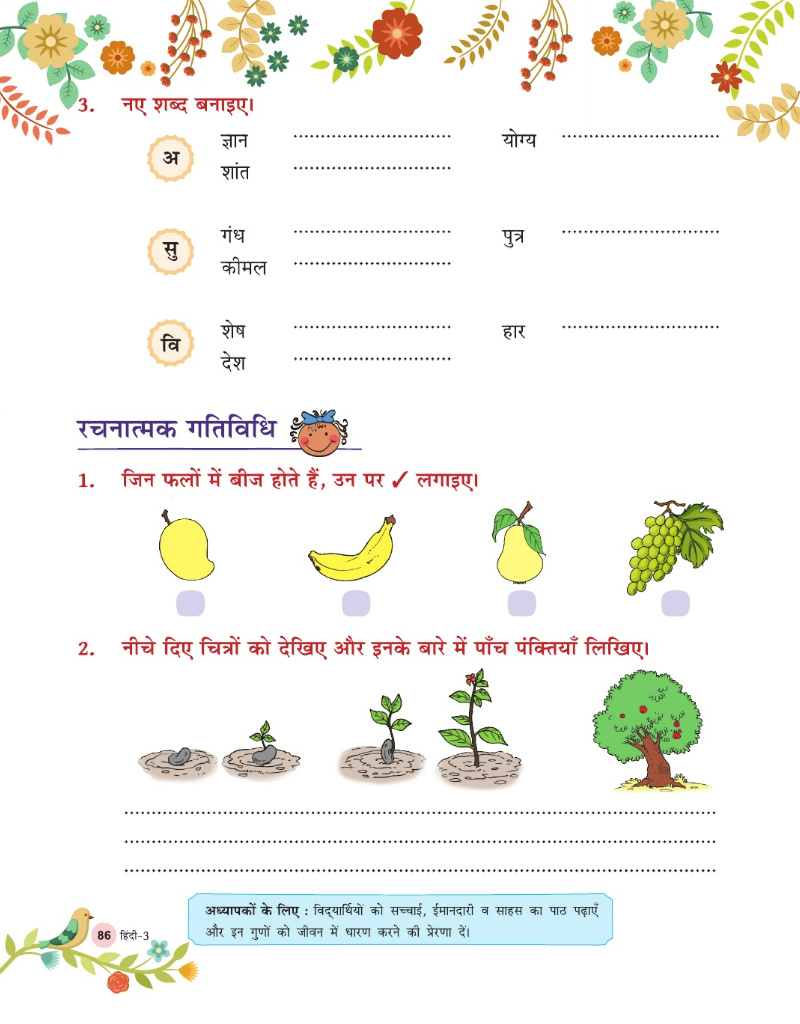 3. नए शब्द बनाइए।
अ ज्ञान .................... योग्य ....................
शांत ....................
सु गंध .................... पुत्र ....................
कीमल ....................
वि शेष .................... हार ....................
देश ....................
रचनात्मक गतिविधि
1. जिन फलों में बीज होते हैं, उन पर ✓ लगाइए।
2. नीचे दिए चित्रों को देखिए और इनके बारे में पाँच पंक्तियाँ लिखिए।
अध्यापकों के लिए : विद्‌यार्थियों को सच्चाई, ईमानदारी व साहस का पाठ पढ़ाएँ
और इन गुणों को जीवन में धारण करने की प्रेरणा दें।
86 हिंदी-3